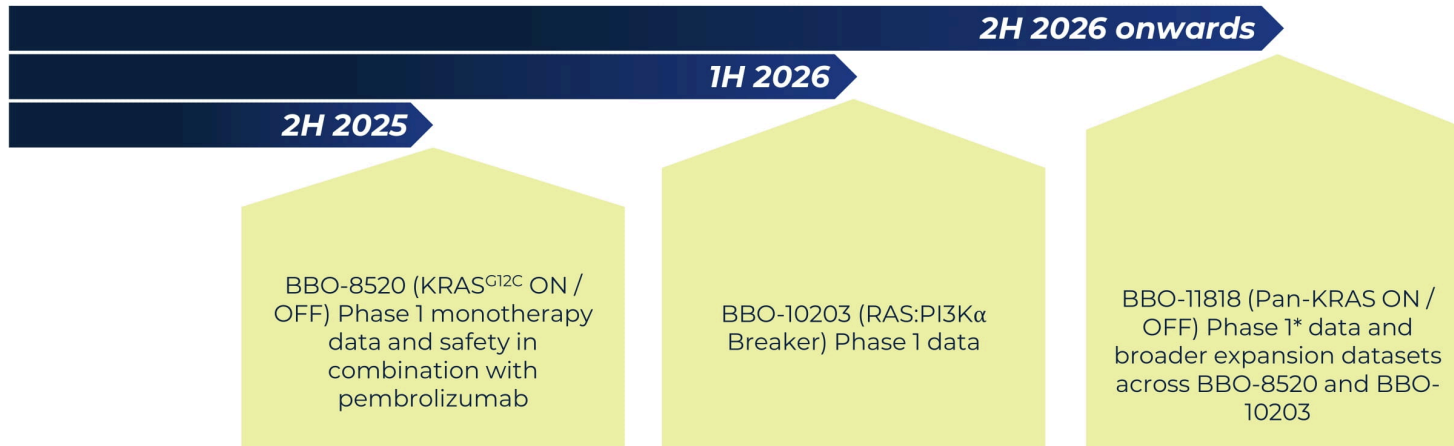 2H 2026 onwards
1H 2026
2H 2025
BBO-8520 (KRASᴳ¹²ᶜ ON /
OFF) Phase 1 monotherapy
data and safety in
combination with
pembrolizumab
BBO-10203 (RAS:PI3Kα
Breaker) Phase 1 data
BBO-11818 (Pan-KRAS ON /
OFF) Phase 1* data and
broader expansion datasets
across BBO-8520 and BBO-
10203